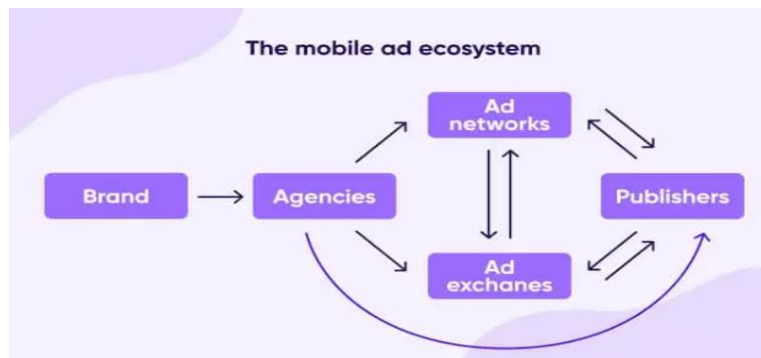 The mobile ad ecosystem
Ad
networks
Brand
Agencies
Publishers
Ad
exchanes